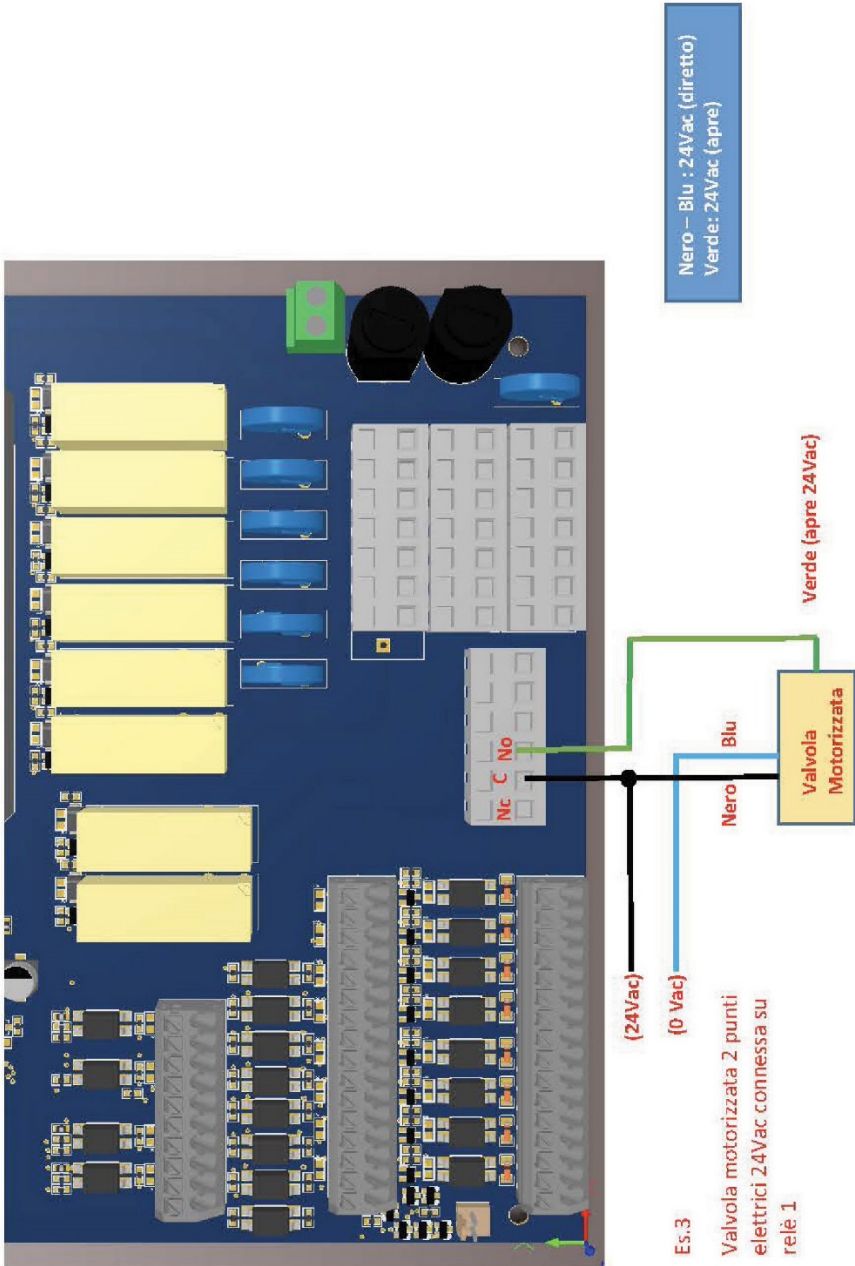 Nero – Blu : 24Vac (diretto)
Verde: 24Vac (apre)
Verde (apre 24Vac)
Nc C No
Nero
Blu
Valvola
Motorizzata
(24Vac)
(0 Vac)
Es.3
Valvola motorizzata 2 punti
elettrici 24Vac connessa su
relè 1